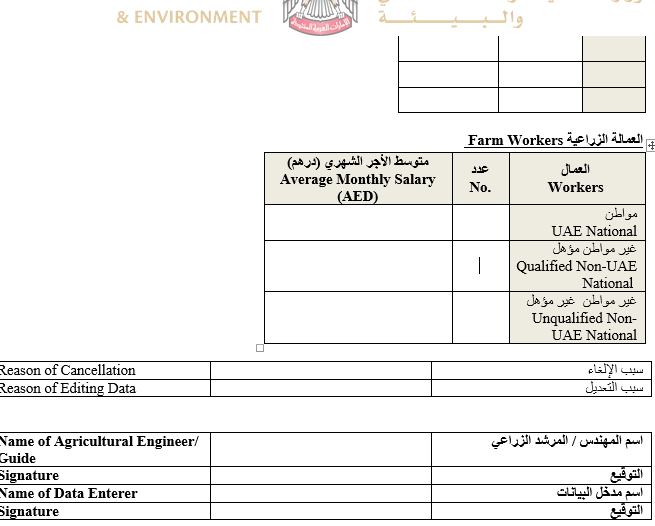 & ENVIRONMENT
والـبـيـئـــة
العمالة الزراعية Farm Workers
العمال
Workers
عدد
No.
متوسط الأجر الشهري (درهم)
Average Monthly Salary
(AED)
مواطن
UAE National
غير مواطن مؤهل
Qualified Non-UAE
National
غير مواطن غير مؤهل
Unqualified Non-
UAE National
Reason of Cancellation
سبب الإلغاء
Reason of Editing Data
سبب التعديل
Name of Agricultural Engineer/
Guide
اسم المهندس / المرشد الزراعي
Signature
التوقيع
Name of Data Enterer
اسم مدخل البيانات
Signature
التوقيع